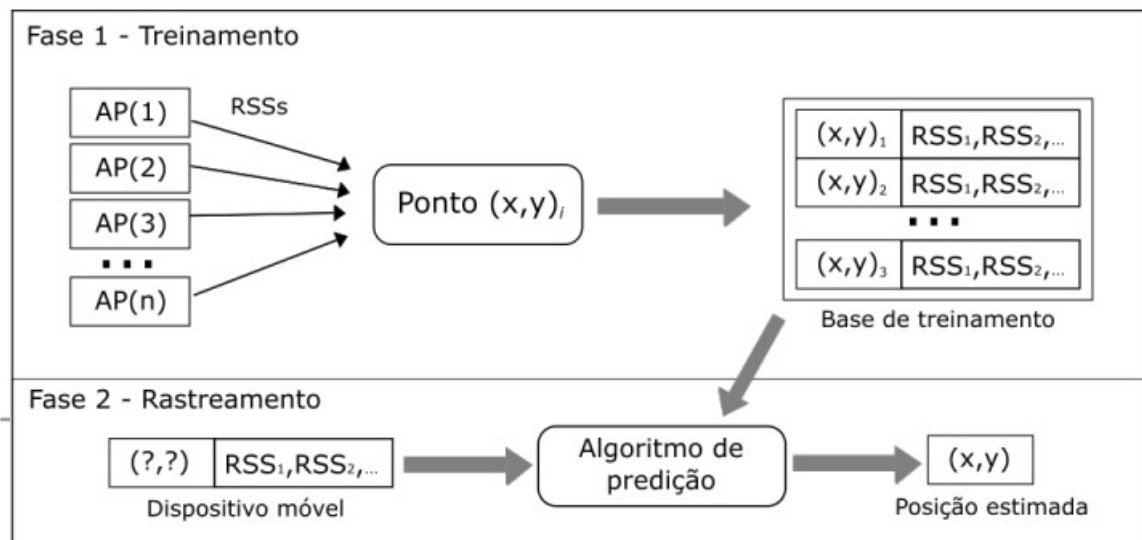 Fase 1 - Treinamento
AP(1)
RSSs
AP(2)
AP(3)
...
AP(n)
Ponto (x,y)i
(x,y)1 RSS1,RSS2,...
(x,y)2 RSS1,RSS2,...
...
(x,y)3 RSS1,RSS2,...
Base de treinamento
Fase 2 - Rastreamento
(?,?) RSS1,RSS2,...
Dispositivo móvel
Algoritmo de
predição
(x,y)
Posição estimada